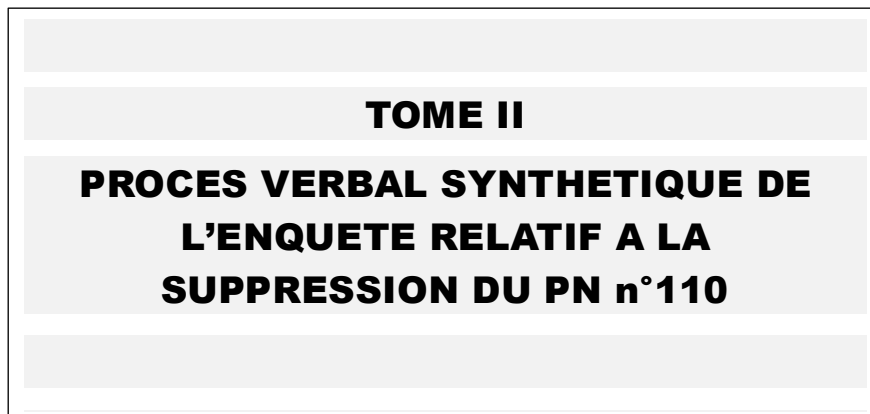 TOME II
PROCES VERBAL SYNTHETIQUE DE
L’ENQUETE RELATIF A LA
SUPPRESSION DU PN n°110